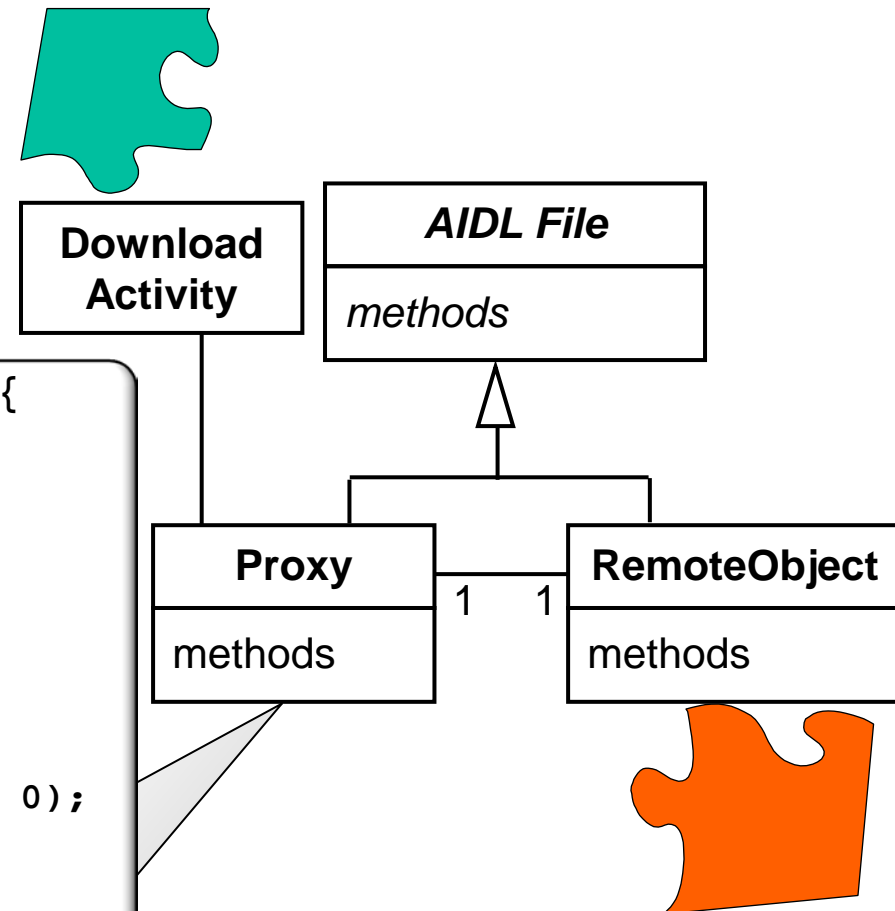 Download
Activity
AIDL File
methods
{
Proxy
methods
1
1
RemoteObject
methods
0);